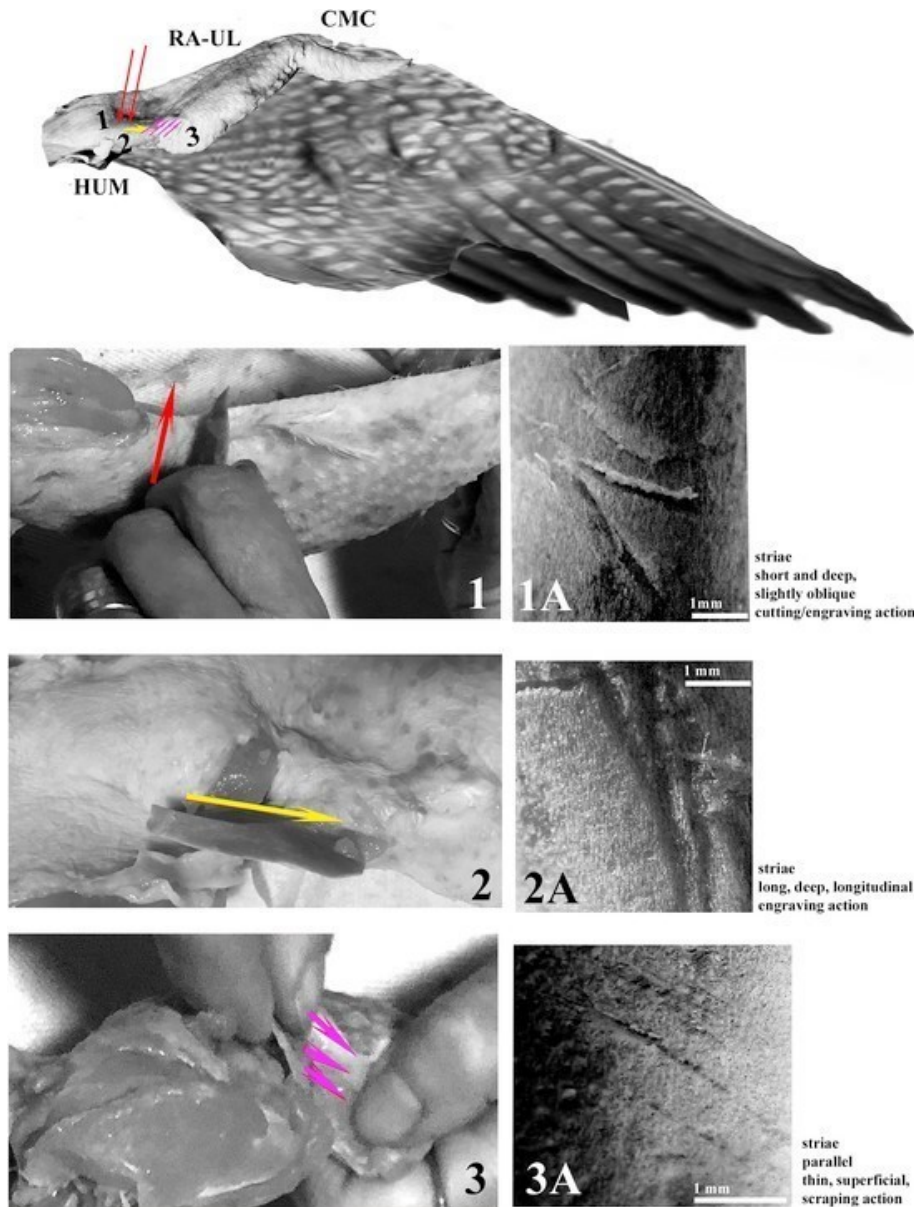 CMC
RA-UL
1
2
3
HUM
1
1A
1mm
striae
short and deep,
slightly oblique
cutting/engraving action
2
2A
1 mm
striae
long, deep, longitudinal
engraving action
3
3A
1 mm
striae
parallel
thin, superficial,
scraping action